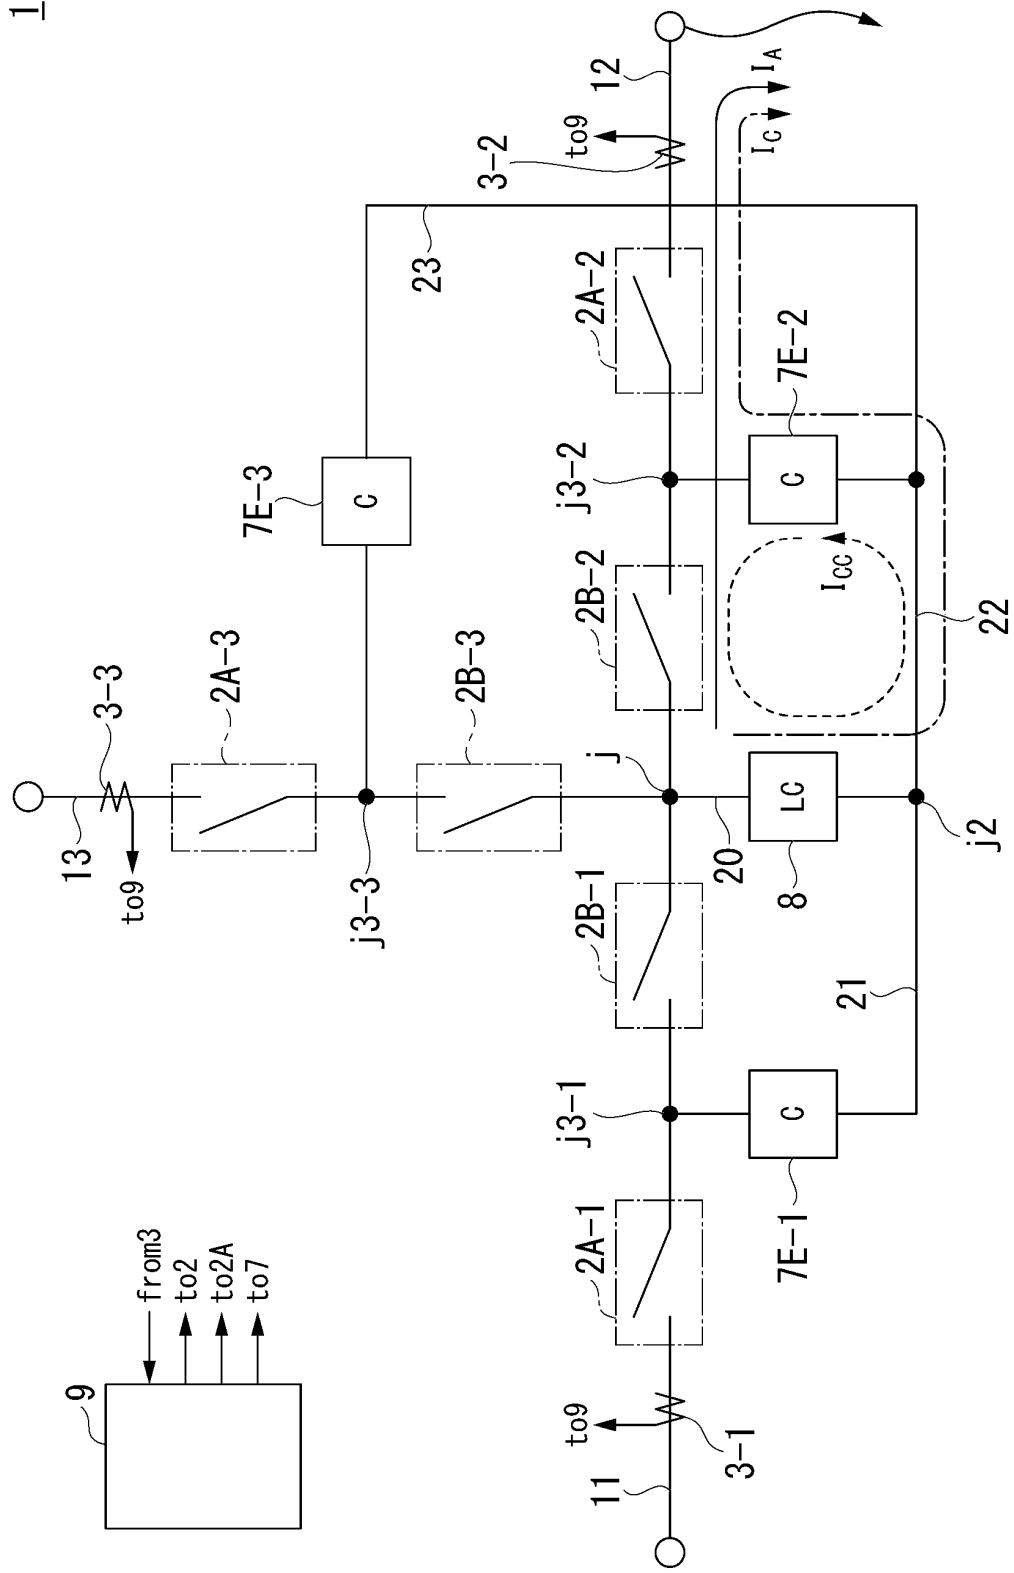 1
9
from3
to2
to2A
to7
13
3-3
to9
2A-3
j3-3
2B-3
7E-3
C
23
11
to9
3-1
2A-1
j3-1
2B-1
j
2B-2
j3-2
2A-2
3-2
to9
12
7E-1
C
21
20
8
LC
j2
22
7E-2
C
ICC
IC
IA